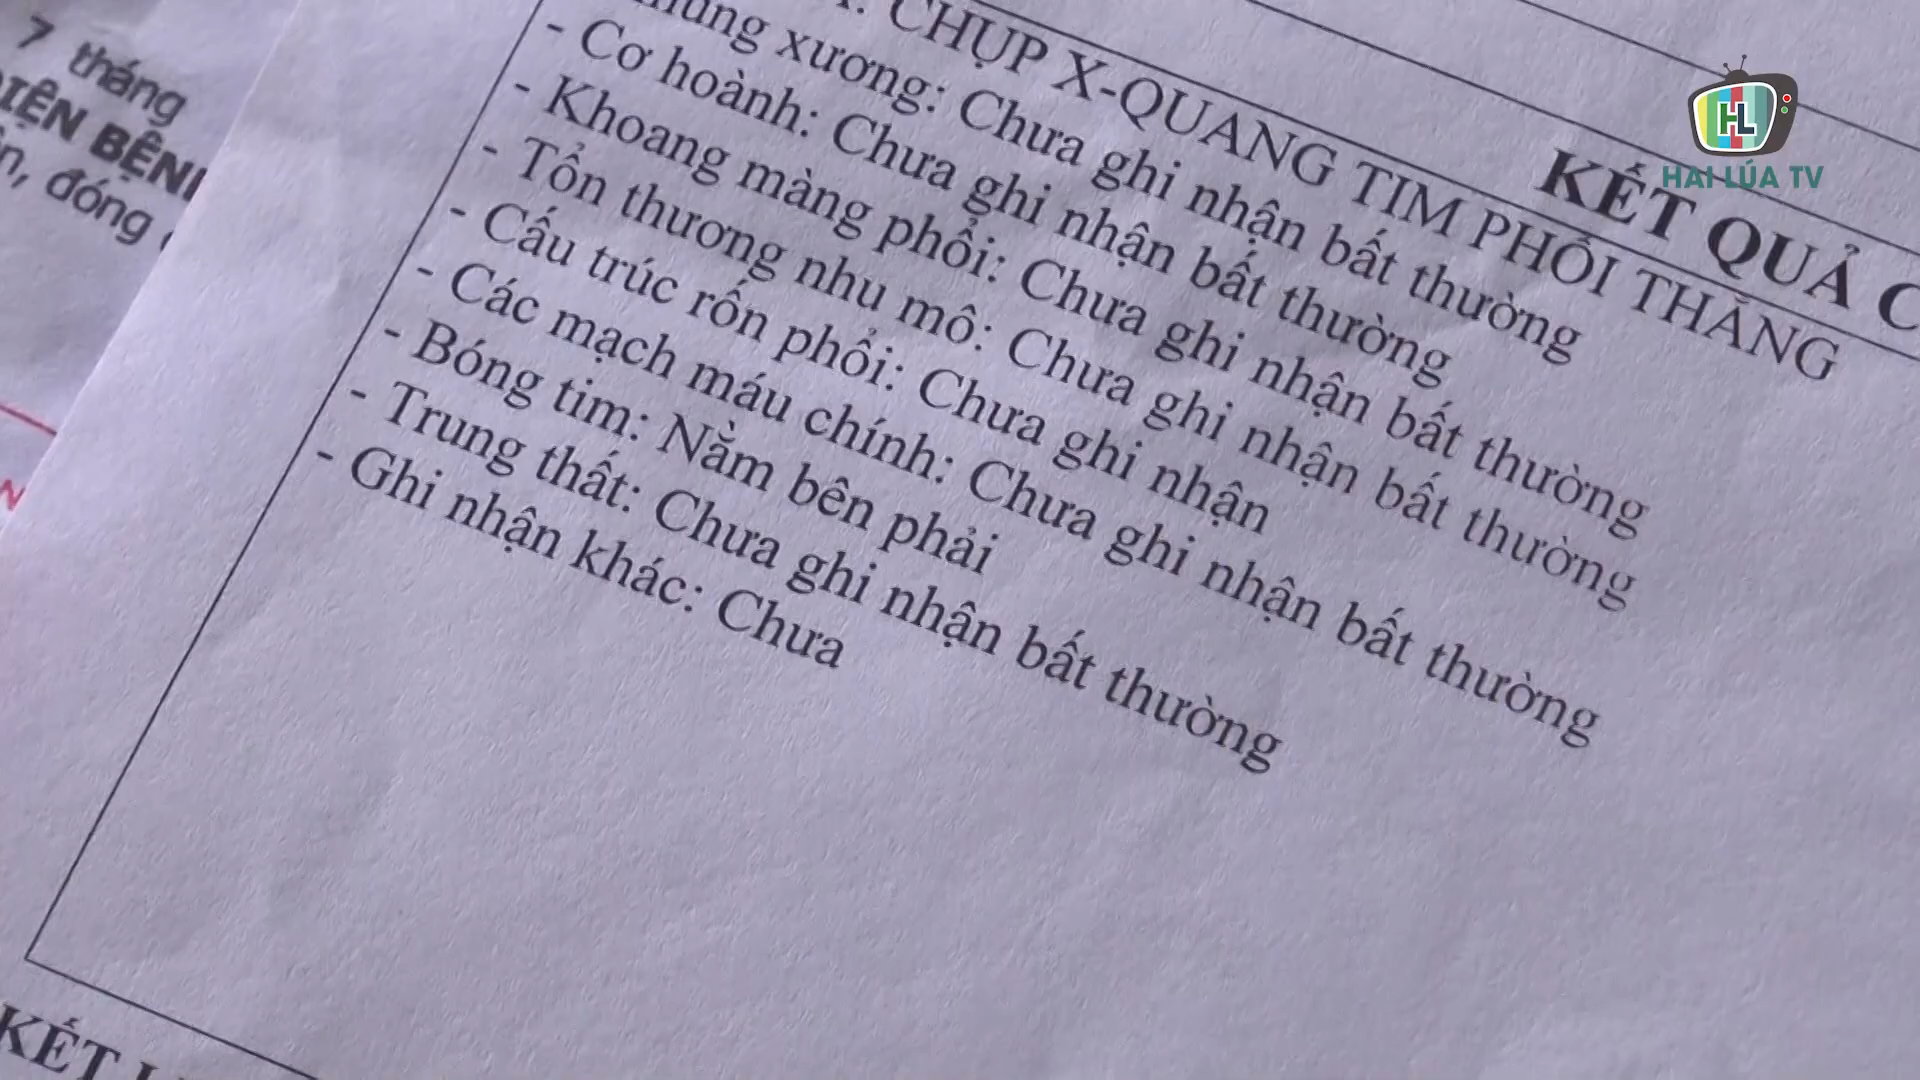 7 tháng
BỆNH
đóng
KẾT QUẢ
CHỤP X-QUANG TIM PHỔI THẲNG
xương: Chưa ghi nhận bất thường
- Cơ hoành: Chưa ghi nhận bất thường
- Khoang màng phổi: Chưa ghi nhận bất thường
- Tổn thương nhu mô: Chưa ghi nhận bất thường
- Cấu trúc rốn phổi: Chưa ghi nhận
- Các mạch máu chính: Chưa ghi nhận bất thường
- Bóng tim: Nằm bên phải
- Trung thất: Chưa ghi nhận bất thường
- Ghi nhận khác: Chưa
KẾT
HL
HAI LÚA TV